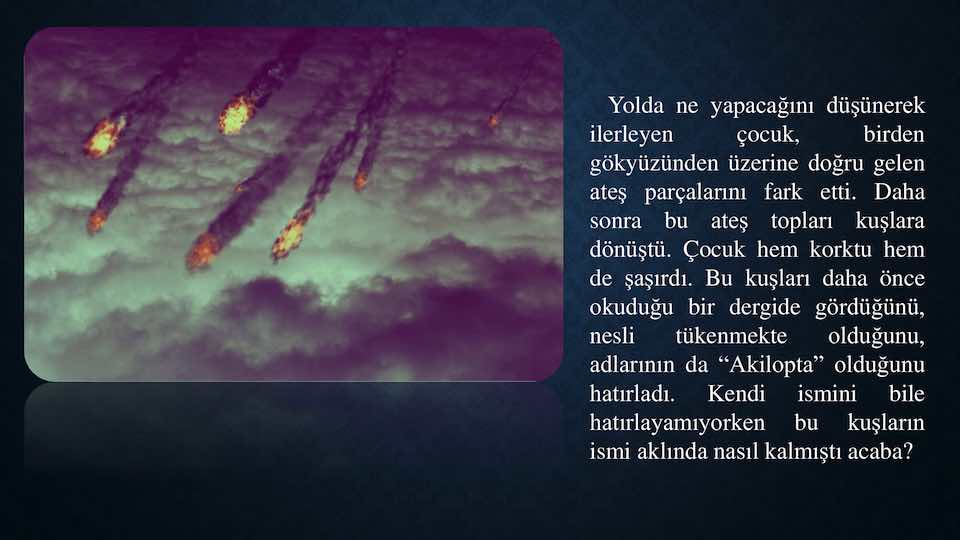 Yolda ne yapacağını düşünerek
ilerleyen çocuk, birden
gökyüzünden üzerine doğru gelen
ateş parçalarını fark etti. Daha
sonra bu ateş topları kuşlara
dönüştü. Çocuk hem korktu hem
de şaşırdı. Bu kuşları daha önce
okuduğu bir dergide gördüğünü,
nesli tükenmekte olduğunu,
adlarının da “Akilopta” olduğunu
hatırladı. Kendi ismini bile
hatırlayamıyorken bu kuşların
ismi aklında nasıl kalmıştı acaba?